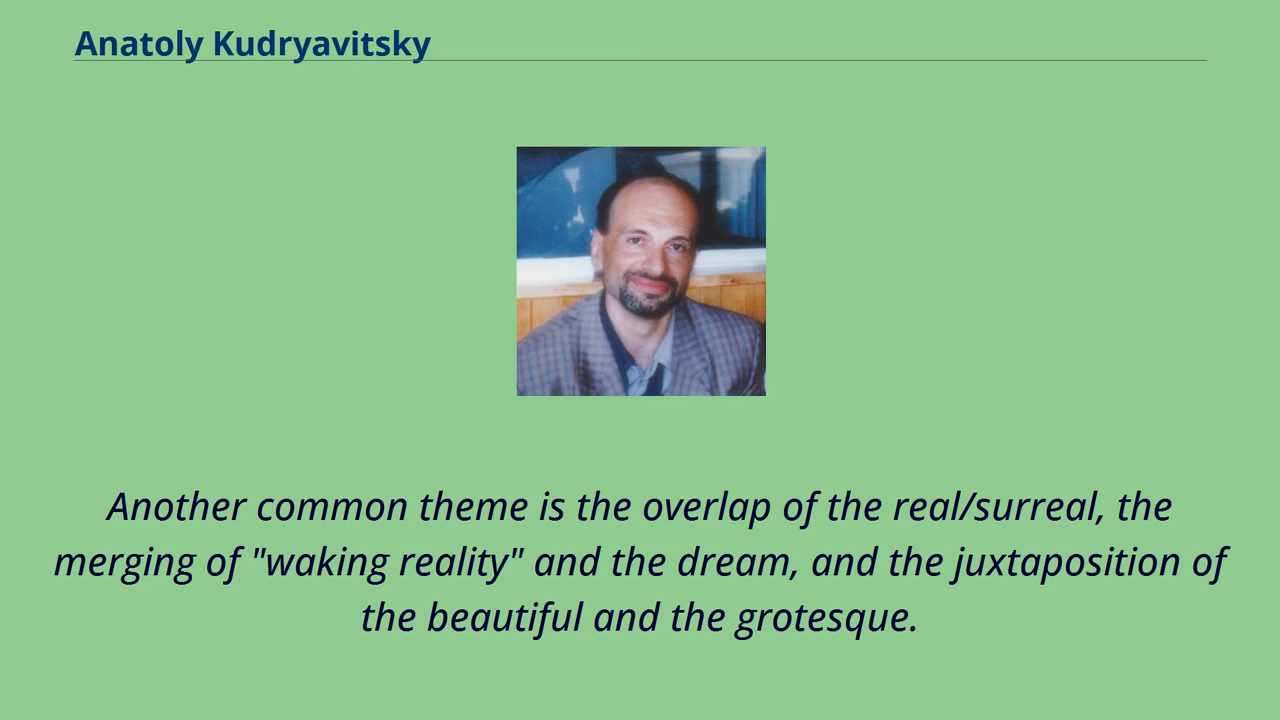 Anatoly Kudryavitsky
Another common theme is the overlap of the real/surreal, the
merging of "waking reality" and the dream, and the juxtaposition of
the beautiful and the grotesque.